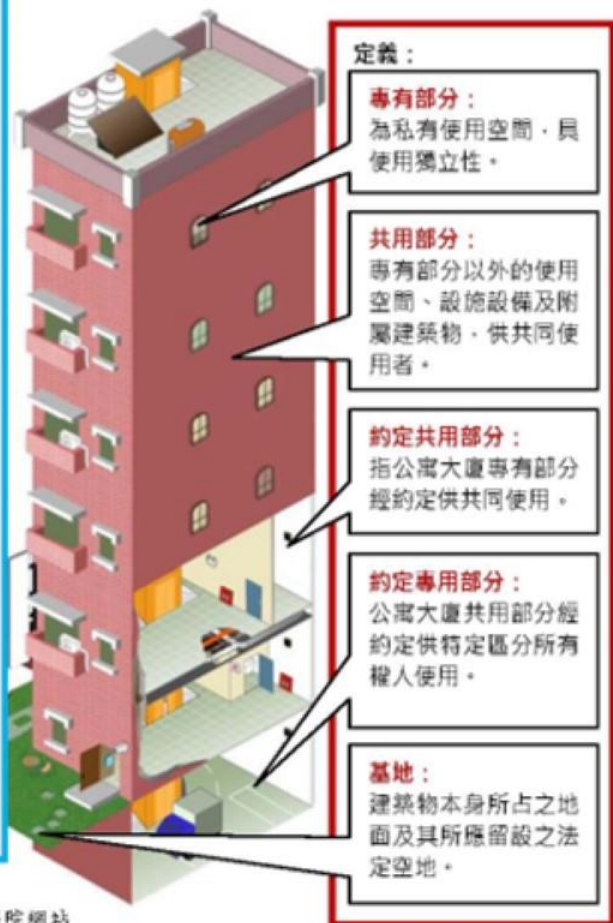 定義：
專有部分：
為私有使用空間，具
使用獨立性。
共用部分：
專有部分以外的使用
空間、設施設備及附
屬建築物，供共同使
用者。
約定共用部分：
指公寓大廈專有部分
經約定供共同使用。
約定專用部分：
公寓大廈共用部分經
約定供特定區分所有
權人使用。
基地：
建築物本身所占之地
面及其所應留設之法
定空地。
院網站